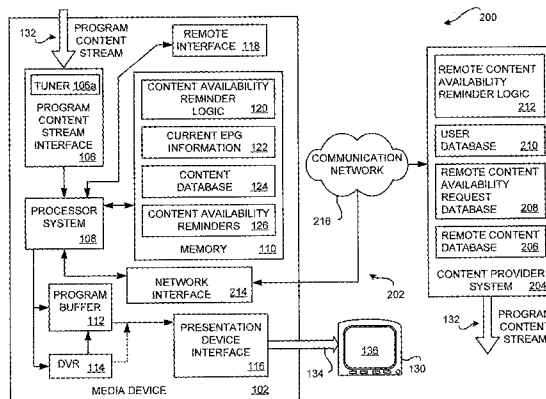 200
132
PROGRAM
CONTENT
STREAM
REMOTE
INTERFACE
118
TUNER 106a
PROGRAM
CONTENT
STREAM
INTERFACE
106
CONTENT AVAILABILITY
REMINDER
LOGIC
120
CURRENT EPG
INFORMATION
122
CONTENT
DATABASE
124
CONTENT AVAILABILITY
REMINDERS
126
MEMORY 110
PROCESSOR
SYSTEM
108
NETWORK
INTERFACE
214
PROGRAM
BUFFER
112
DVR 114
PRESENTATION
DEVICE
INTERFACE
116
MEDIA DEVICE 102
COMMUNICATION
NETWORK
216
202
134
136
130
REMOTE CONTENT
AVAILABILITY
REMINDER LOGIC
212
USER
DATABASE
210
REMOTE CONTENT
AVAILABILITY
REQUEST DATABASE
208
REMOTE CONTENT
DATABASE 206
CONTENT PROVIDER
SYSTEM 204
132
PROGRAM
CONTENT
STREAM